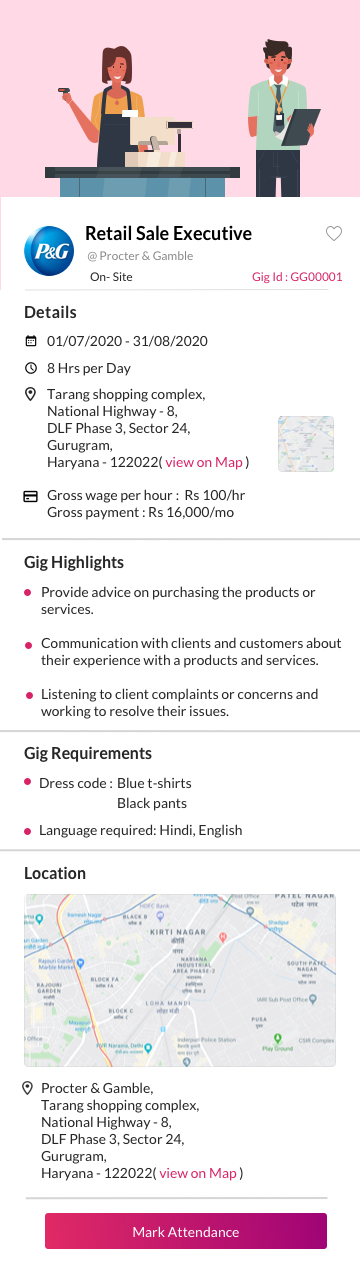 P&G
Retail Sale Executive
@ Procter & Gamble
On- Site
Gig Id : GG00001
Details
01/07/2020 - 31/08/2020
8 Hrs per Day
Tarang shopping complex,
National Highway - 8,
DLF Phase 3, Sector 24,
Gurugram,
Haryana - 122022( view on Map )
Gross wage per hour : Rs 100/hr
Gross payment : Rs 16,000/mo
Gig Highlights
Provide advice on purchasing the products or
services.
Communication with clients and customers about
their experience with a products and services.
Listening to client complaints or concerns and
working to resolve their issues.
Gig Requirements
Dress code : Blue t-shirts
Black pants
Language required: Hindi, English
Location
PATEL NAGAR
पटेल नगर
HDFC Bank
BLOCK B
KIRTI NAGAR
कीर्ति
नगर
NARAINA
INDUSTRIAL
AREA PHASE-2
SOUTH PATEL
NAGAR
Rajouri Garden
Marble Market
RAJOURI
GARDEN
BLOCK FA
BLOCK C
LOHA MANDI
लोहा मंडी
IARI Sub Post Office
PUSA
Mayapuri
PVR Naraina, Delhi
Inderpuri Police Station
Play Ground
CSIR Complex
Procter & Gamble,
Tarang shopping complex,
National Highway - 8,
DLF Phase 3, Sector 24,
Gurugram,
Haryana - 122022( view on Map )
Mark Attendance